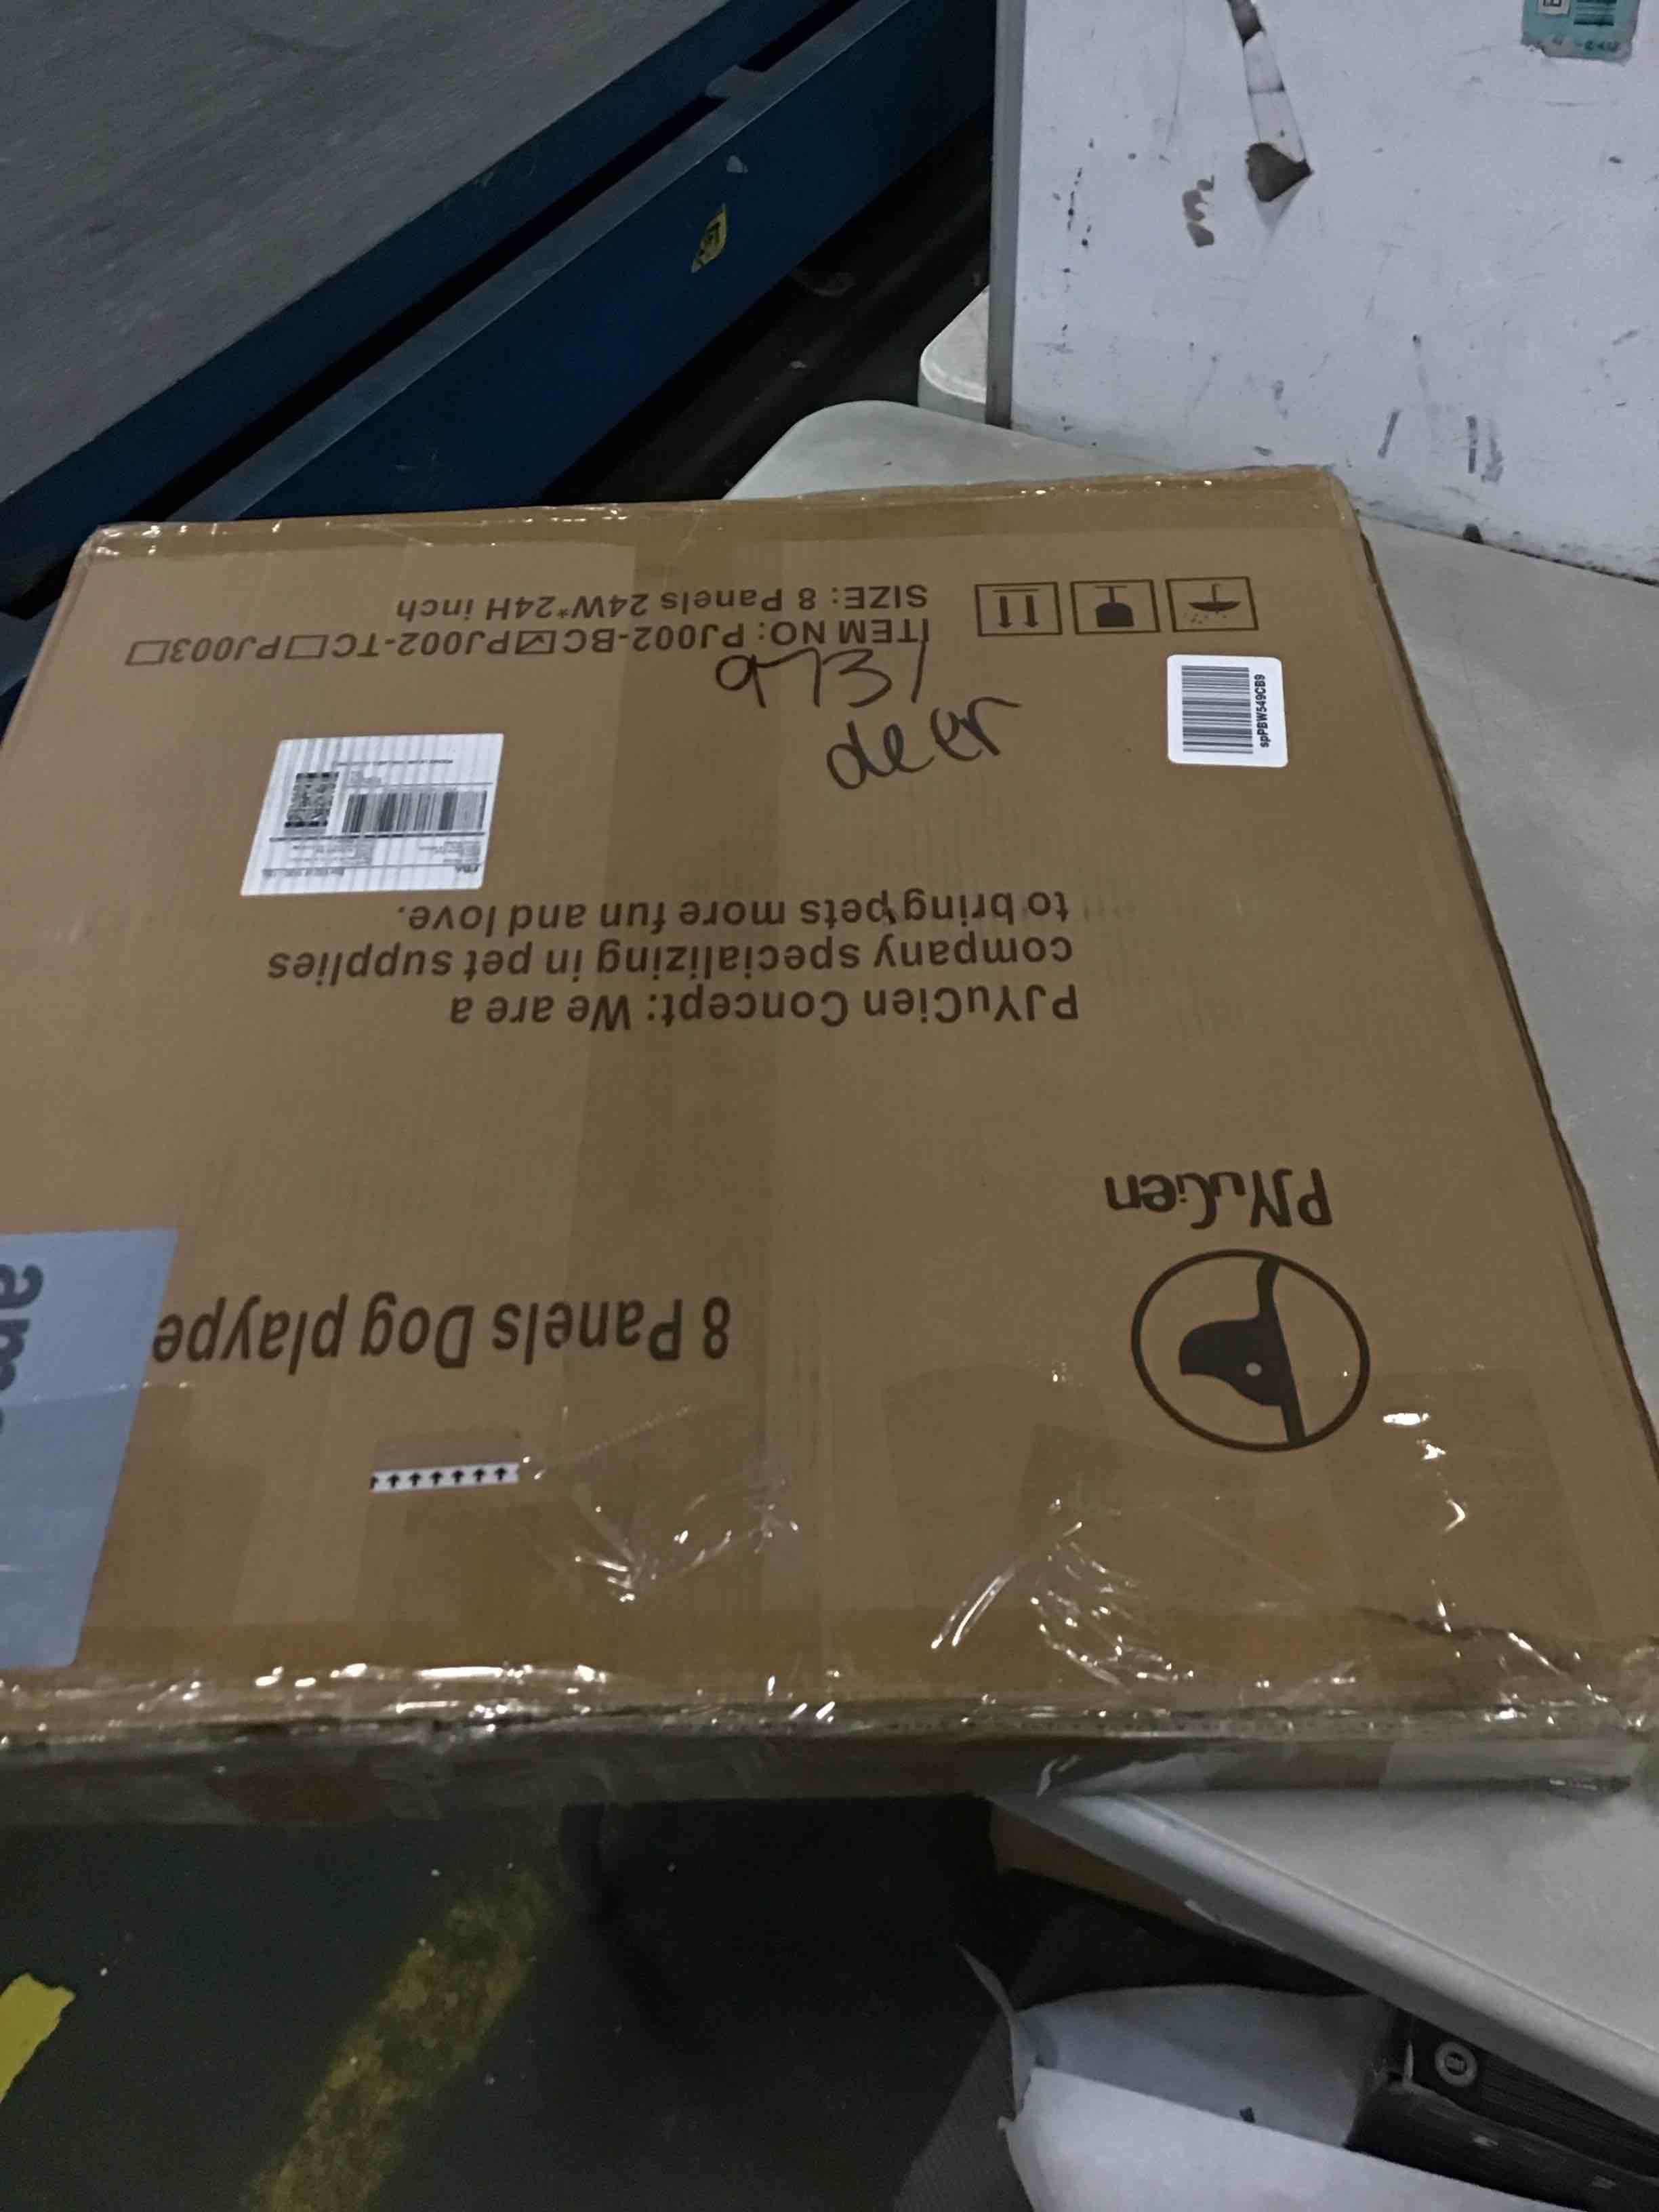 8 Panels Dog plaype
PJYuCien
PJYuCien Concept: We are a
company specializing in pet supplies
to bring pets more fun and love.
spPBW549CB9
deer
9731
ITEM NO: PJ002-BC☑PJ002-TC☐PJ003☐
SIZE: 8 Panels 24W*24H inch